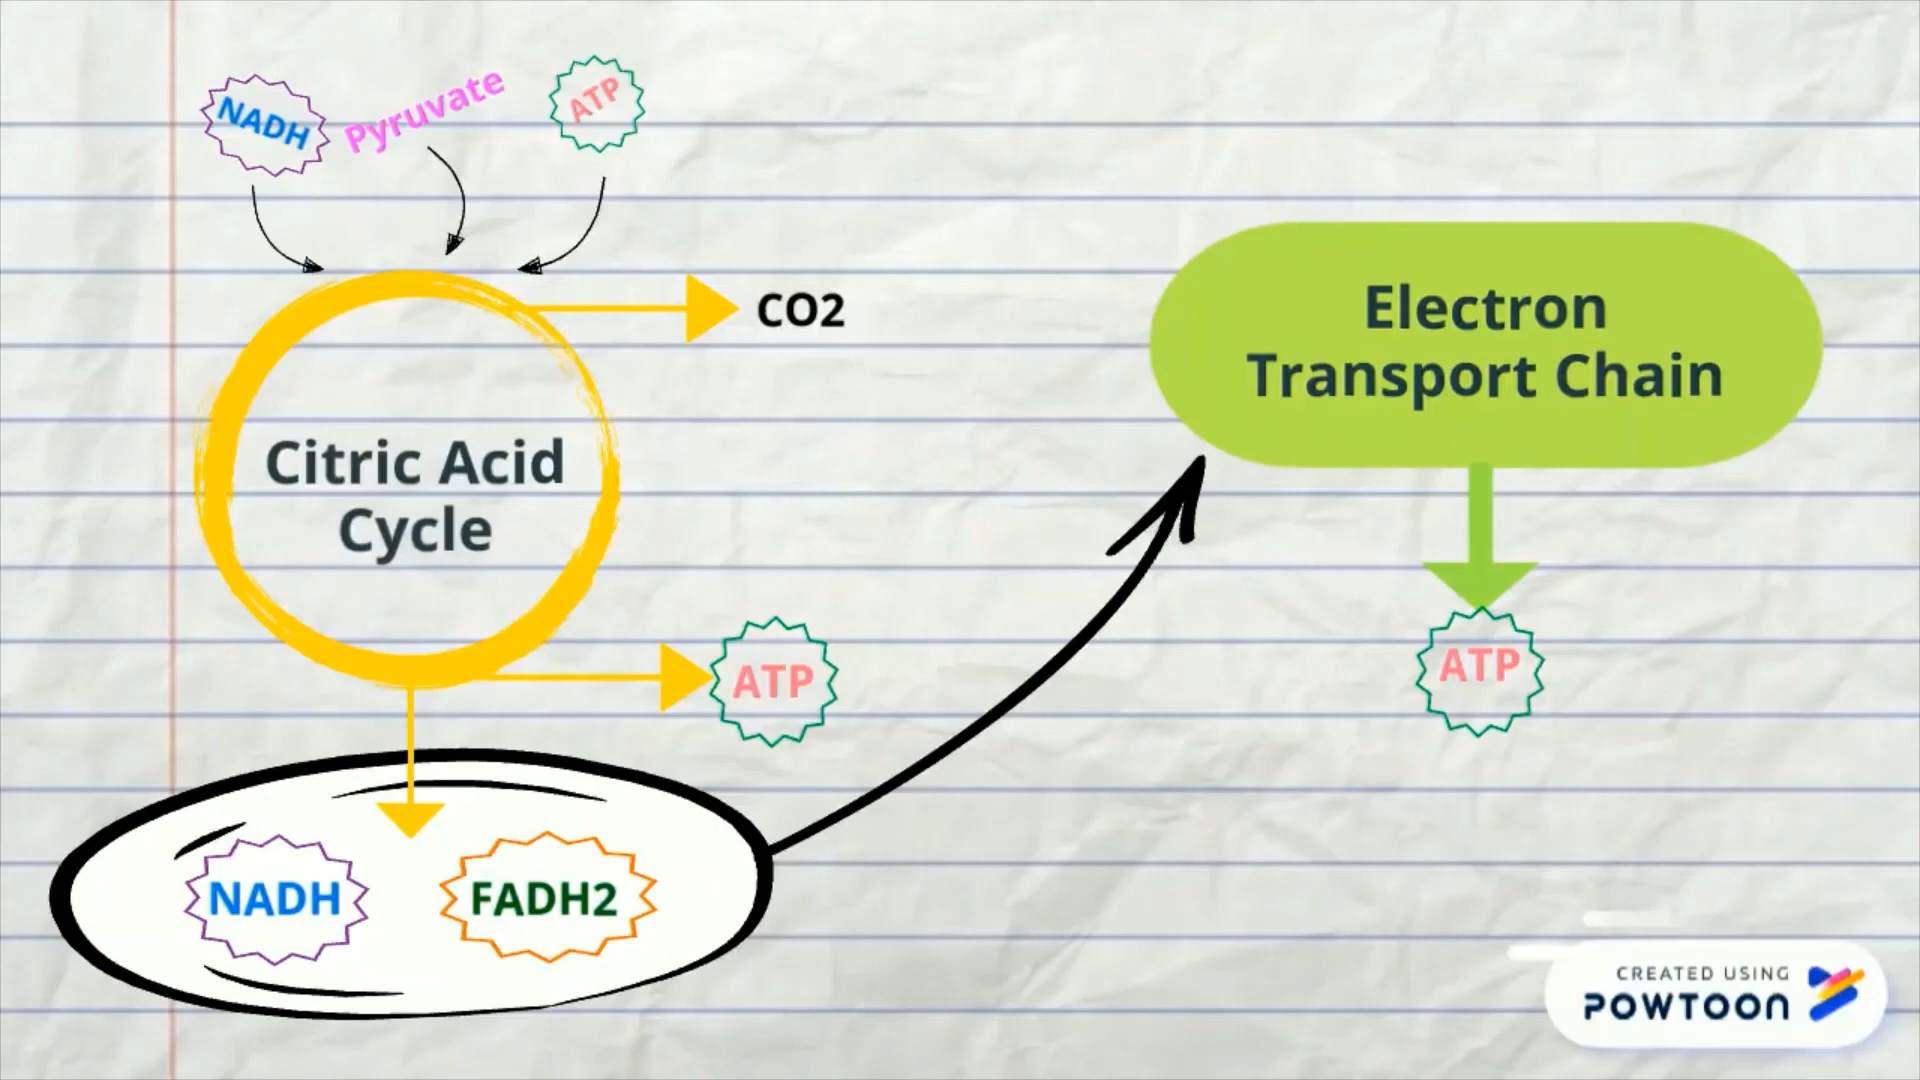 NADH
Pyruvate
ATP
CO2
Citric Acid
Cycle
Electron
Transport Chain
ATP
ATP
NADH
FADH2
CREATED USING
POWTOON